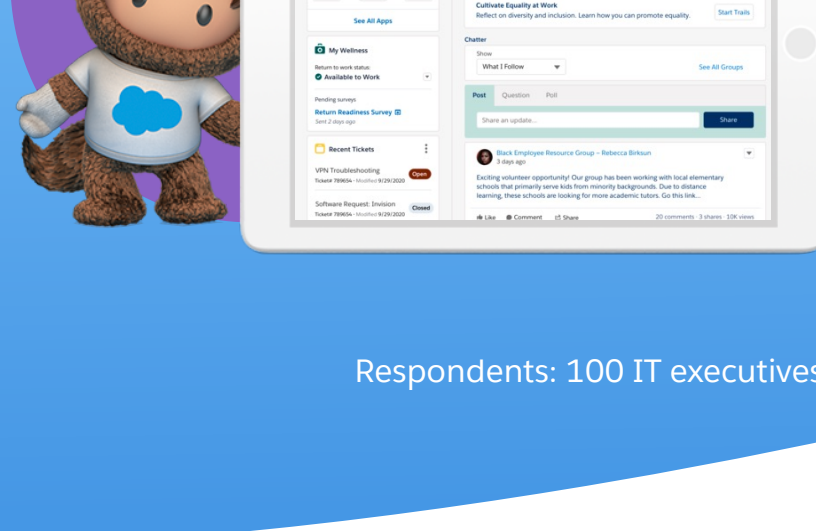 See All Apps
My Wellness
Return to work status:
Available to Work
Pending surveys
Return Readiness Survey
Sent 2 days ago
Recent Tickets
VPN Troubleshooting
Ticket# 789654 · Modified 9/29/2020
Open
Software Request: Invision
Ticket# 789654 · Modified 9/29/2020
Closed
Cultivate Equality at Work
Reflect on diversity and inclusion. Learn how you can promote equality.
Start Trails
Chatter
Show
What I Follow
See All Groups
Post Question Poll
Share an update...
Share
Black Employee Resource Group – Rebecca Birksun
3 days ago
Exciting volunteer opportunity! Our group has been working with local elementary
schools that primarily serve kids from minority backgrounds. Due to distance
learning, these schools are looking for more academic tutors. Go this link...
Like Comment Share
20 comments · 3 shares · 10K views
Respondents: 100 IT executives